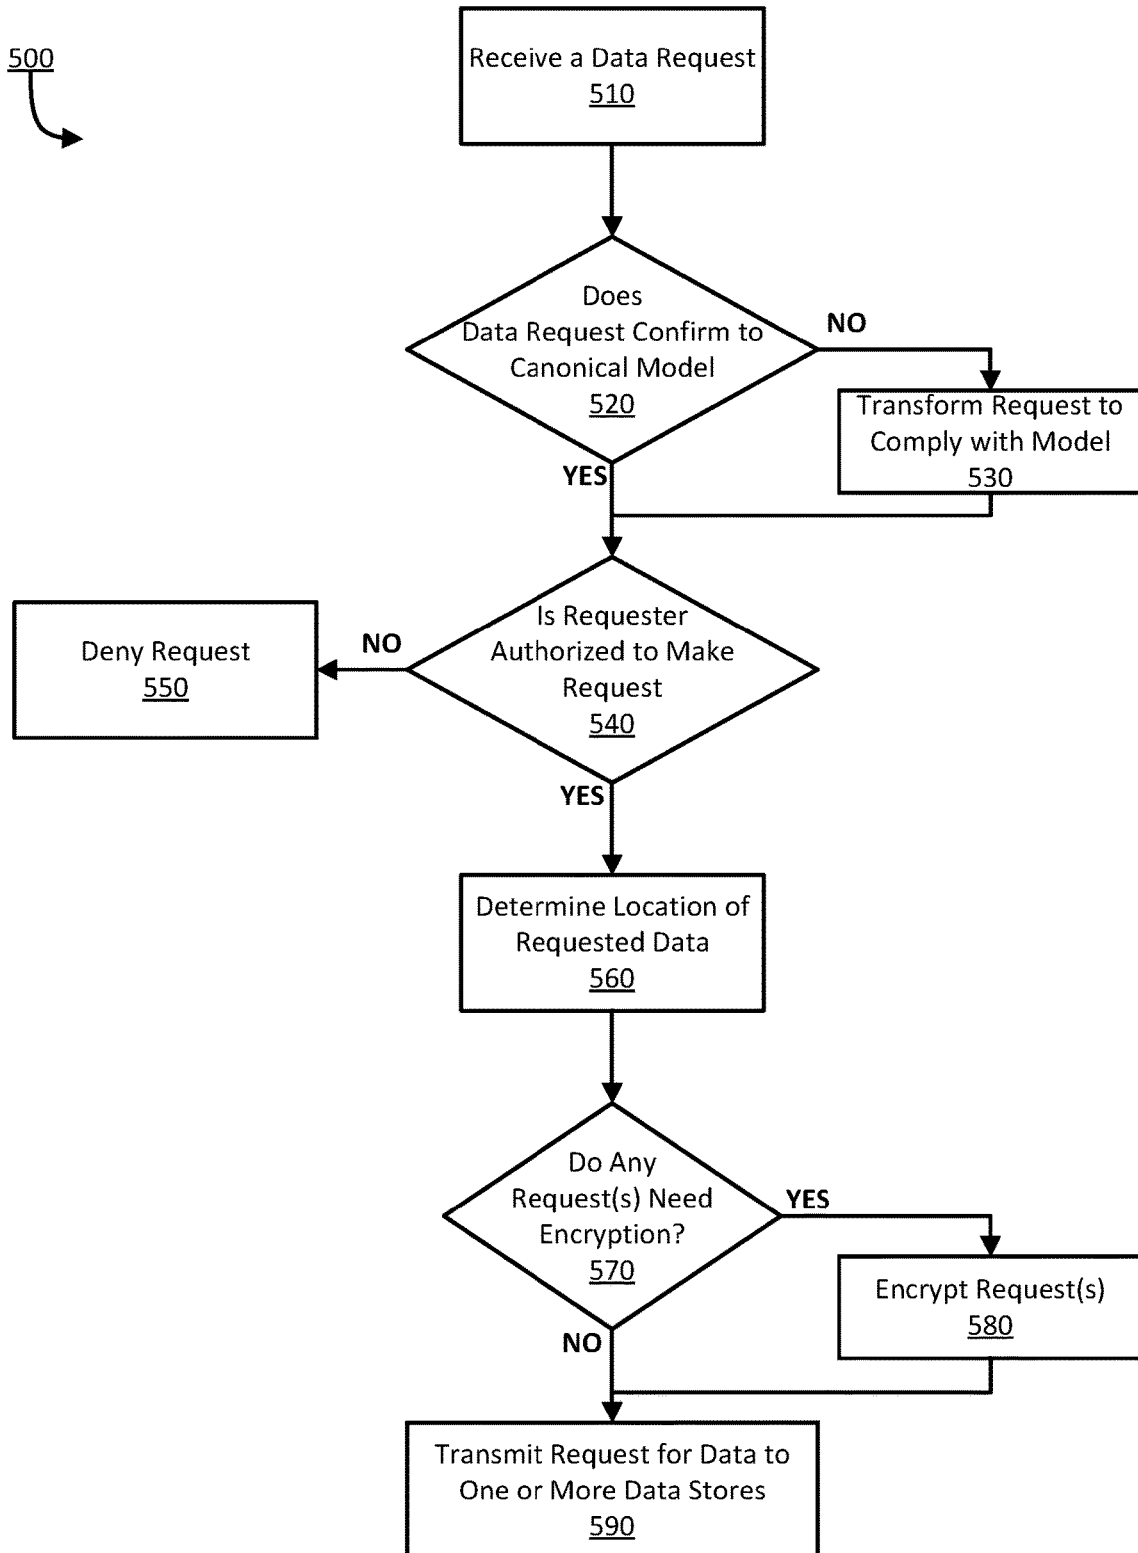 500
Receive a Data Request
510
Does
Data Request Confirm to
Canonical Model
520
NO
Transform Request to
Comply with Model
530
YES
Is Requester
Authorized to Make
Request
540
NO
Deny Request
550
YES
Determine Location of
Requested Data
560
Do Any
Request(s) Need
Encryption?
570
YES
Encrypt Request(s)
580
NO
Transmit Request for Data to
One or More Data Stores
590